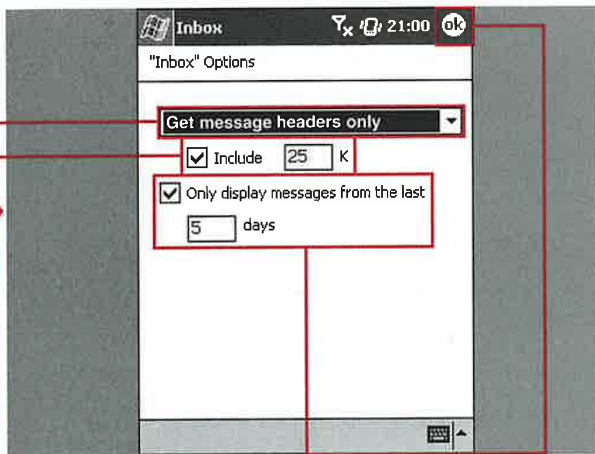 Inbox 21:00 ok
"Inbox" Options
Get message headers only
Include 25 K
Only display messages from the last
5 days